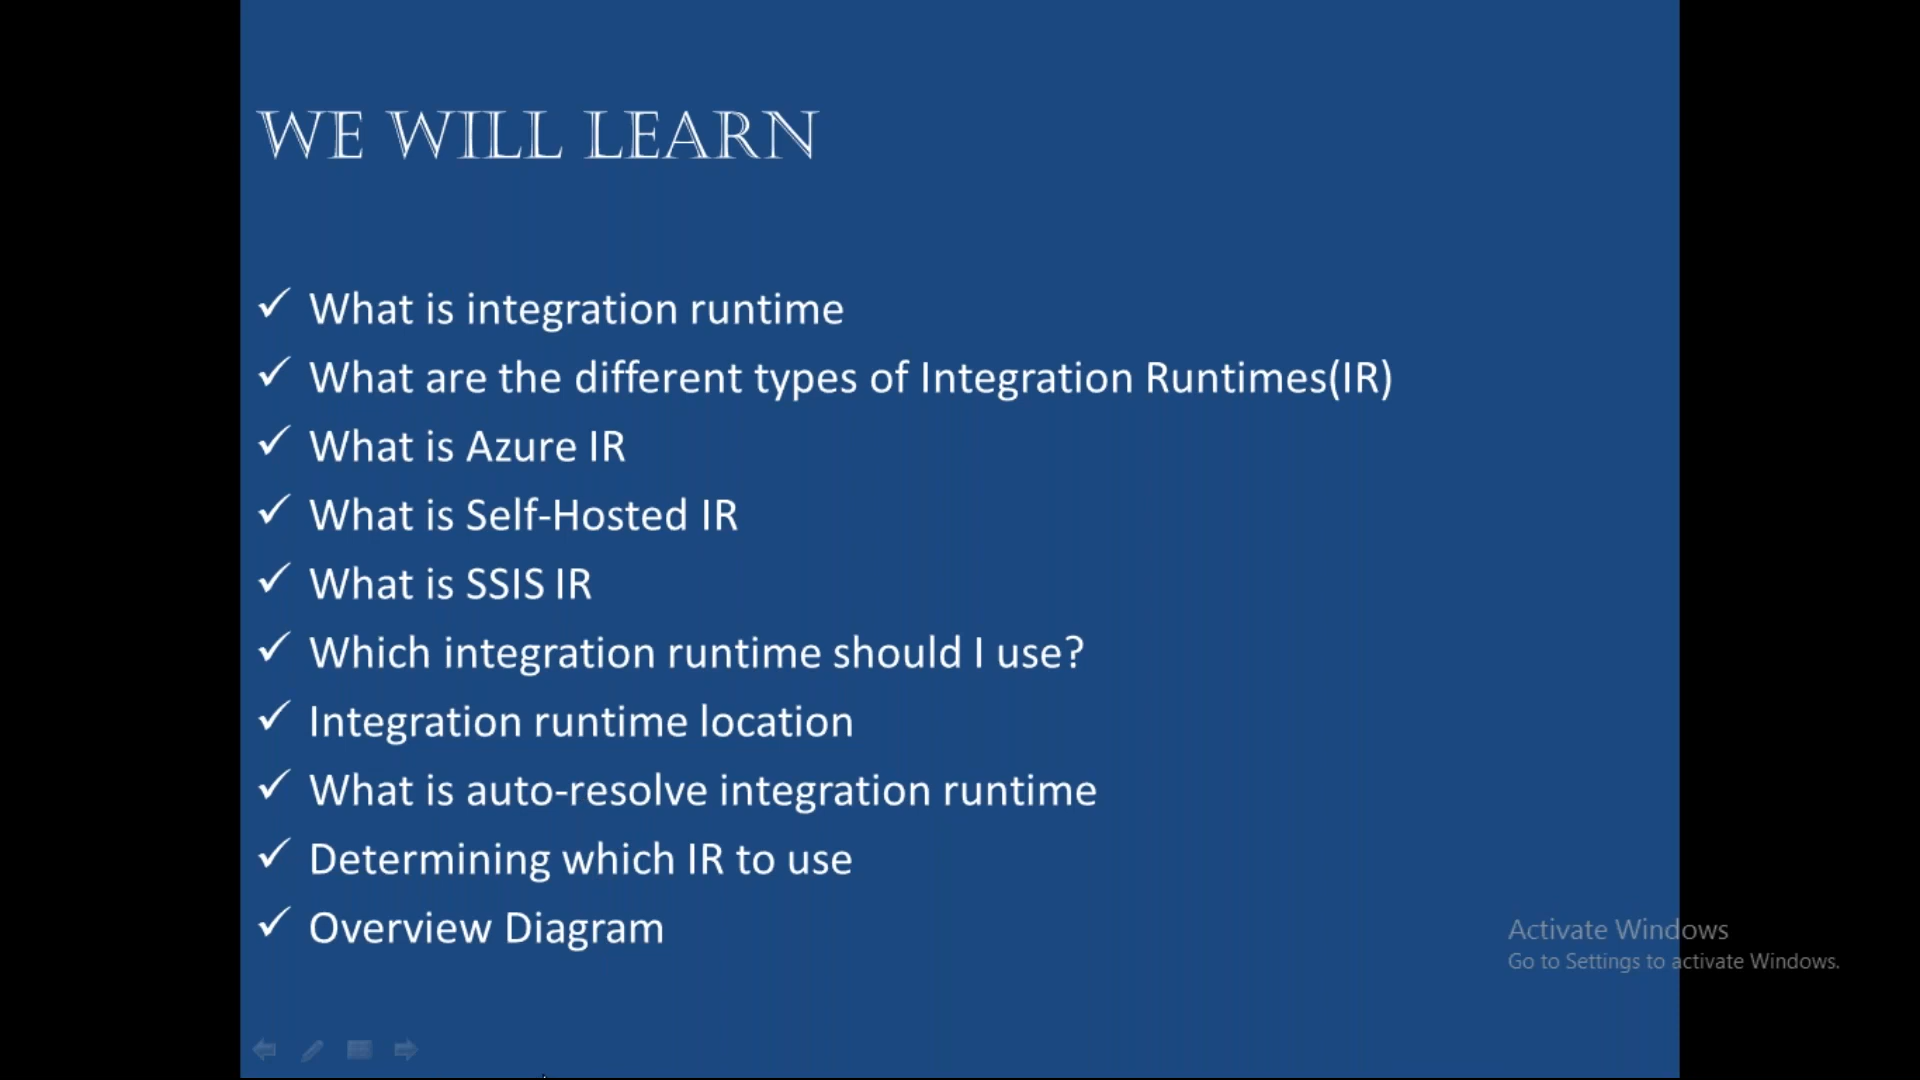 WE WILL LEARN
✓ What is integration runtime
✓ What are the different types of Integration Runtimes(IR)
✓ What is Azure IR
✓ What is Self-Hosted IR
✓ What is SSIS IR
✓ Which integration runtime should I use?
✓ Integration runtime location
✓ What is auto-resolve integration runtime
✓ Determining which IR to use
✓ Overview Diagram
Activate Windows
Go to Settings to activate Windows.